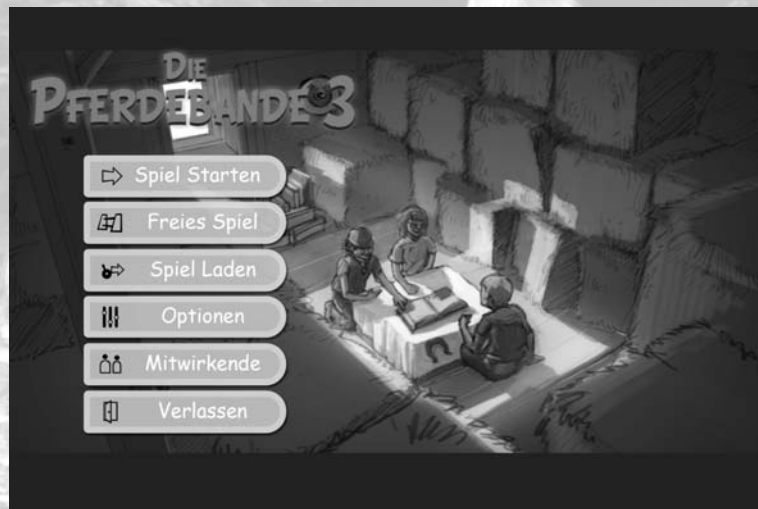 DIE
PFERDEBANDE 3
Spiel Starten
Freies Spiel
Spiel Laden
Optionen
Mitwirkende
Verlassen